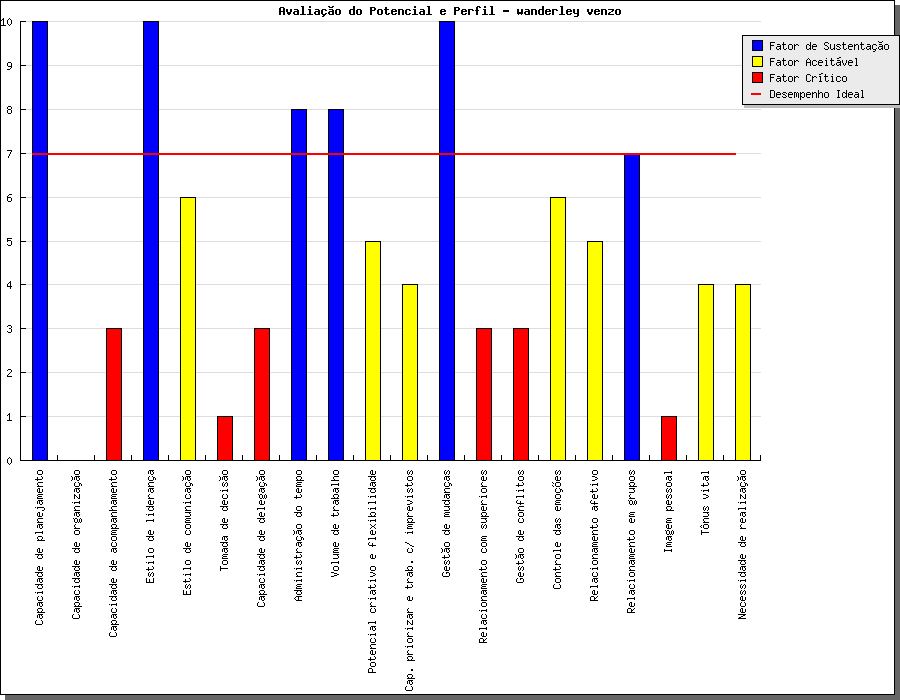 Avaliação do Potencial e Perfil - wanderley venzo
10
9
8
7
6
5
4
3
2
1
0
Fator de Sustentação
Fator Aceitável
Fator Crítico
Desempenho Ideal
Capacidade de planejamento
Capacidade de organização
Capacidade de acompanhamento
Estilo de liderança
Estilo de comunicação
Tomada de decisão
Capacidade de delegação
Administração do tempo
Volume de trabalho
Potencial criativo e flexibilidade
Cap. priorizar e trab. c/ imprevistos
Gestão de mudanças
Relacionamento com superiores
Gestão de conflitos
Controle das emoções
Relacionamento afetivo
Relacionamento em grupos
Imagem pessoal
Tônus vital
Necessidade de realização